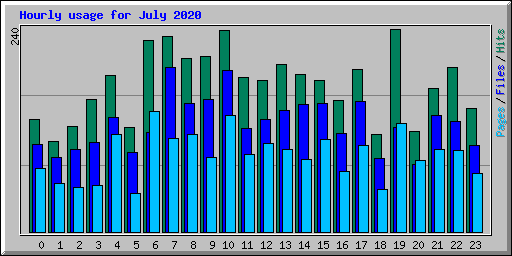 Hourly usage for July 2020
240
Pages/Files/Hits
0 1 2 3 4 5 6 7 8 9 10 11 12 13 14 15 16 17 18 19 20 21 22 23